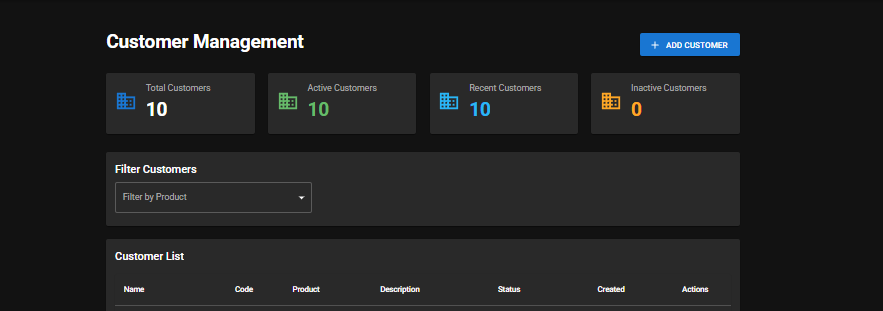 Customer Management
ADD CUSTOMER
Total Customers
10
Active Customers
10
Recent Customers
10
Inactive Customers
0
Filter Customers
Filter by Product
Customer List
Name Code Product Description Status Created Actions